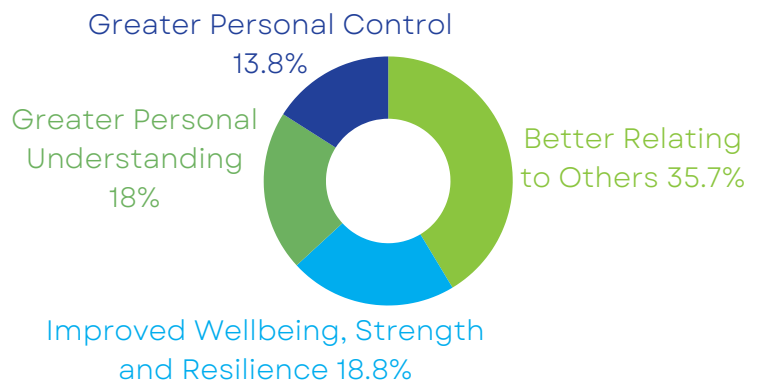 Greater Personal Control
13.8%
Greater Personal
Understanding
18%
Better Relating
to Others 35.7%
Improved Wellbeing, Strength
and Resilience 18.8%